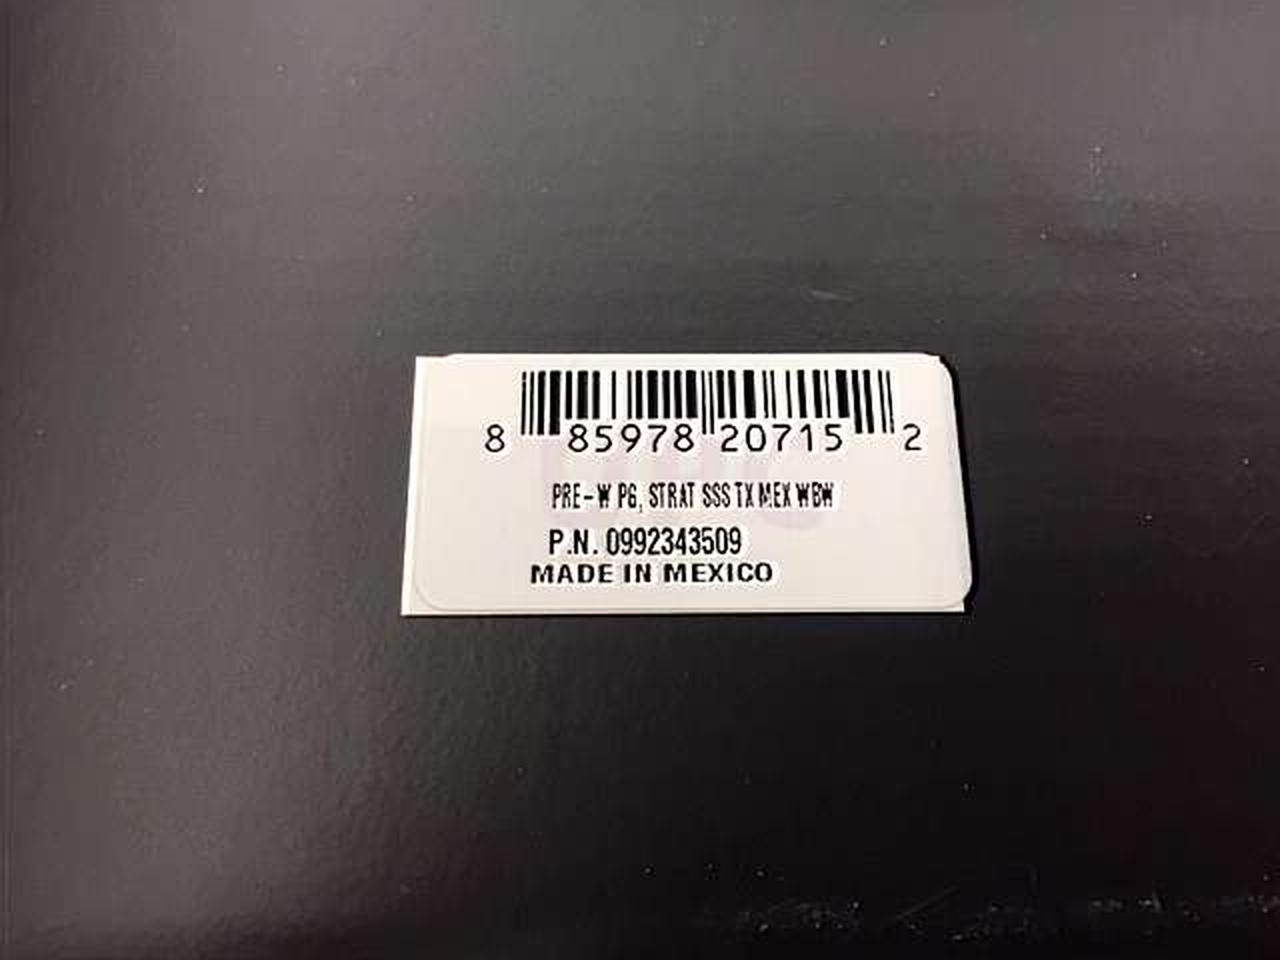 8 85978 20715 2
PRE-W PG, STRAT SSS TX MEX WBW
P.N. 0992343509
MADE IN MEXICO